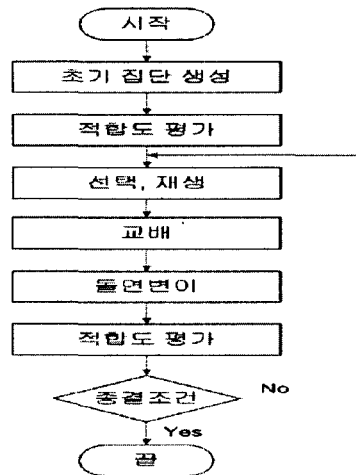 시작
초기 집단 생성
적합도 평가
선택, 재생
교배
돌연변이
적합도 평가
종결조건
No
Yes
끝